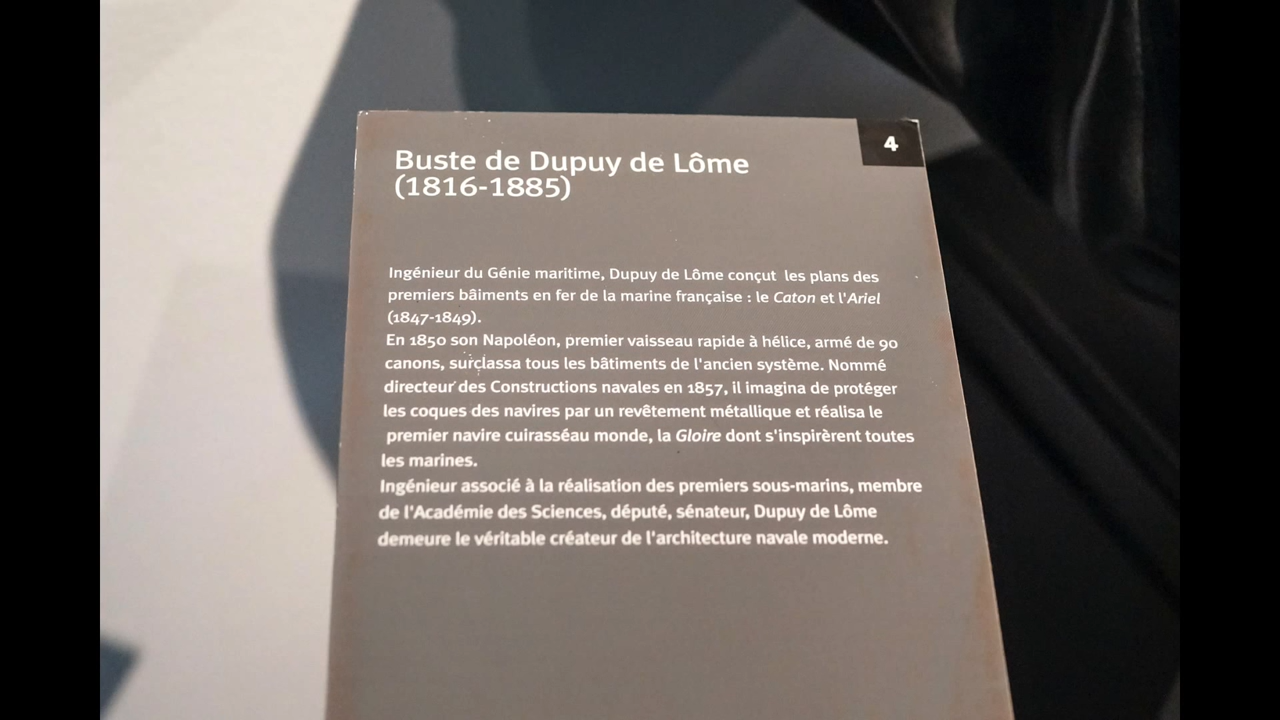 4
Buste de Dupuy de Lôme
(1816-1885)
Ingénieur du Génie maritime, Dupuy de Lôme conçut les plans des
premiers bâiments en fer de la marine française : le Caton et l'Ariel
(1847-1849).
En 1850 son Napoléon, premier vaisseau rapide à hélice, armé de 90
canons, surclassa tous les bâtiments de l'ancien système. Nommé
directeur des Constructions navales en 1857, il imagina de protéger
les coques des navires par un revêtement métallique et réalisa le
premier navire cuirasséau monde, la Gloire dont s'inspirèrent toutes
les marines.
Ingénieur associé à la réalisation des premiers sous-marins, membre
de l'Académie des Sciences, député, sénateur, Dupuy de Lôme
demeure le véritable créateur de l'architecture navale moderne.